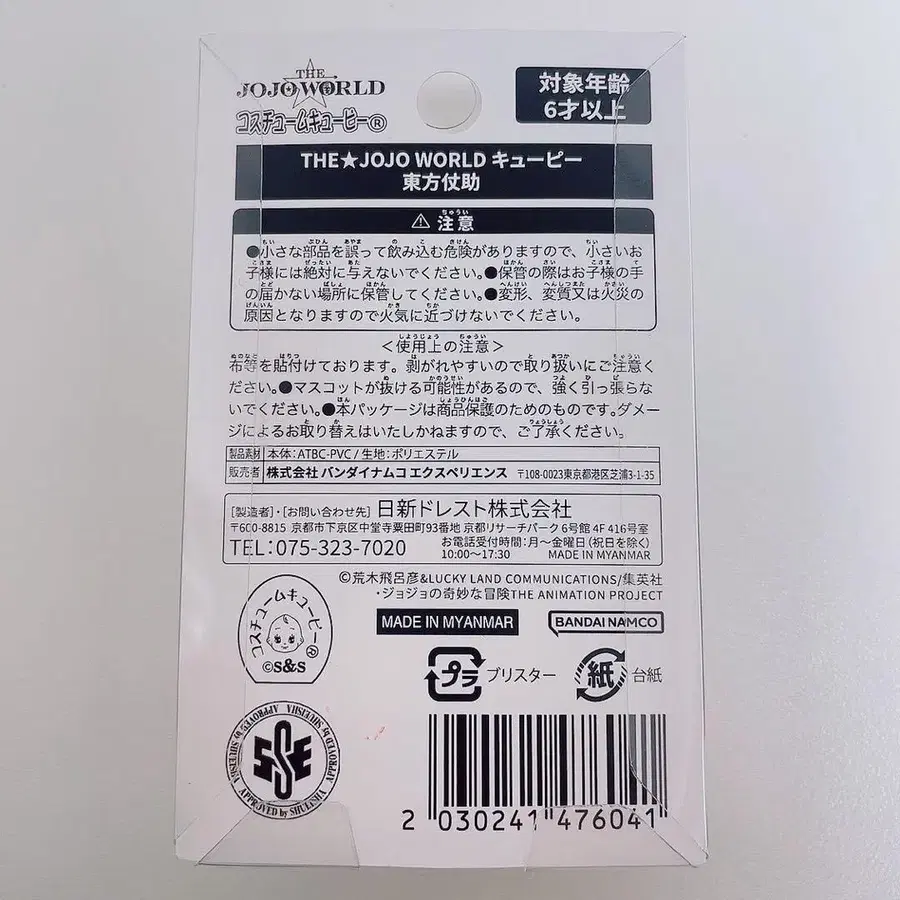 THE
JOJO★WORLD
コスチュームキューピー®
対象年齢
6才以上
THE★JOJO WORLD キューピー
東方仗助
⚠ 注意
●小さな部品を誤って飲み込む危険がありますので、小さいお
子様には絶対に与えないでください。●保管の際はお子様の手
の届かない場所に保管してください。●変形、変質又は火災の
原因となりますので火気に近づけないでください。
<使用上の注意>
布等を貼付けております。剥がれやすいので取り扱いにご注意く
ださい。●マスコットが抜ける可能性があるので、強く引っ張らな
いでください。●本パッケージは商品保護のためのものです。ダメー
ジによるお取り替えはいたしかねますので、ご了承ください。
製品素材 本体:ATBC-PVC / 生地:ポリエステル
販売者 株式会社 バンダイナムコ エクスペリエンス 〒108-0023東京都港区芝浦3-1-35
[製造者]・[お問い合わせ先] 日新ドレスト株式会社
〒600-8815 京都市下京区中堂寺粟田町93番地 京都リサーチパーク 6号館 4F 416号室
TEL:075-323-7020 お電話受付時間:月～金曜日(祝日を除く)
10:00～17:30 MADE IN MYANMAR
©荒木飛呂彦&LUCKY LAND COMMUNICATIONS/集英社
・ジョジョの奇妙な冒険THE ANIMATION PROJECT
MADE IN MYANMAR
BANDAI NAMCO
コスチュームキューピー®
©S&S
プラ ブリスター
紙 台紙
APPROVED by SHUEISHA
APPROVED by SHUEISHA
APPROVED by SHUEISHA
SSE
2 030241 476041